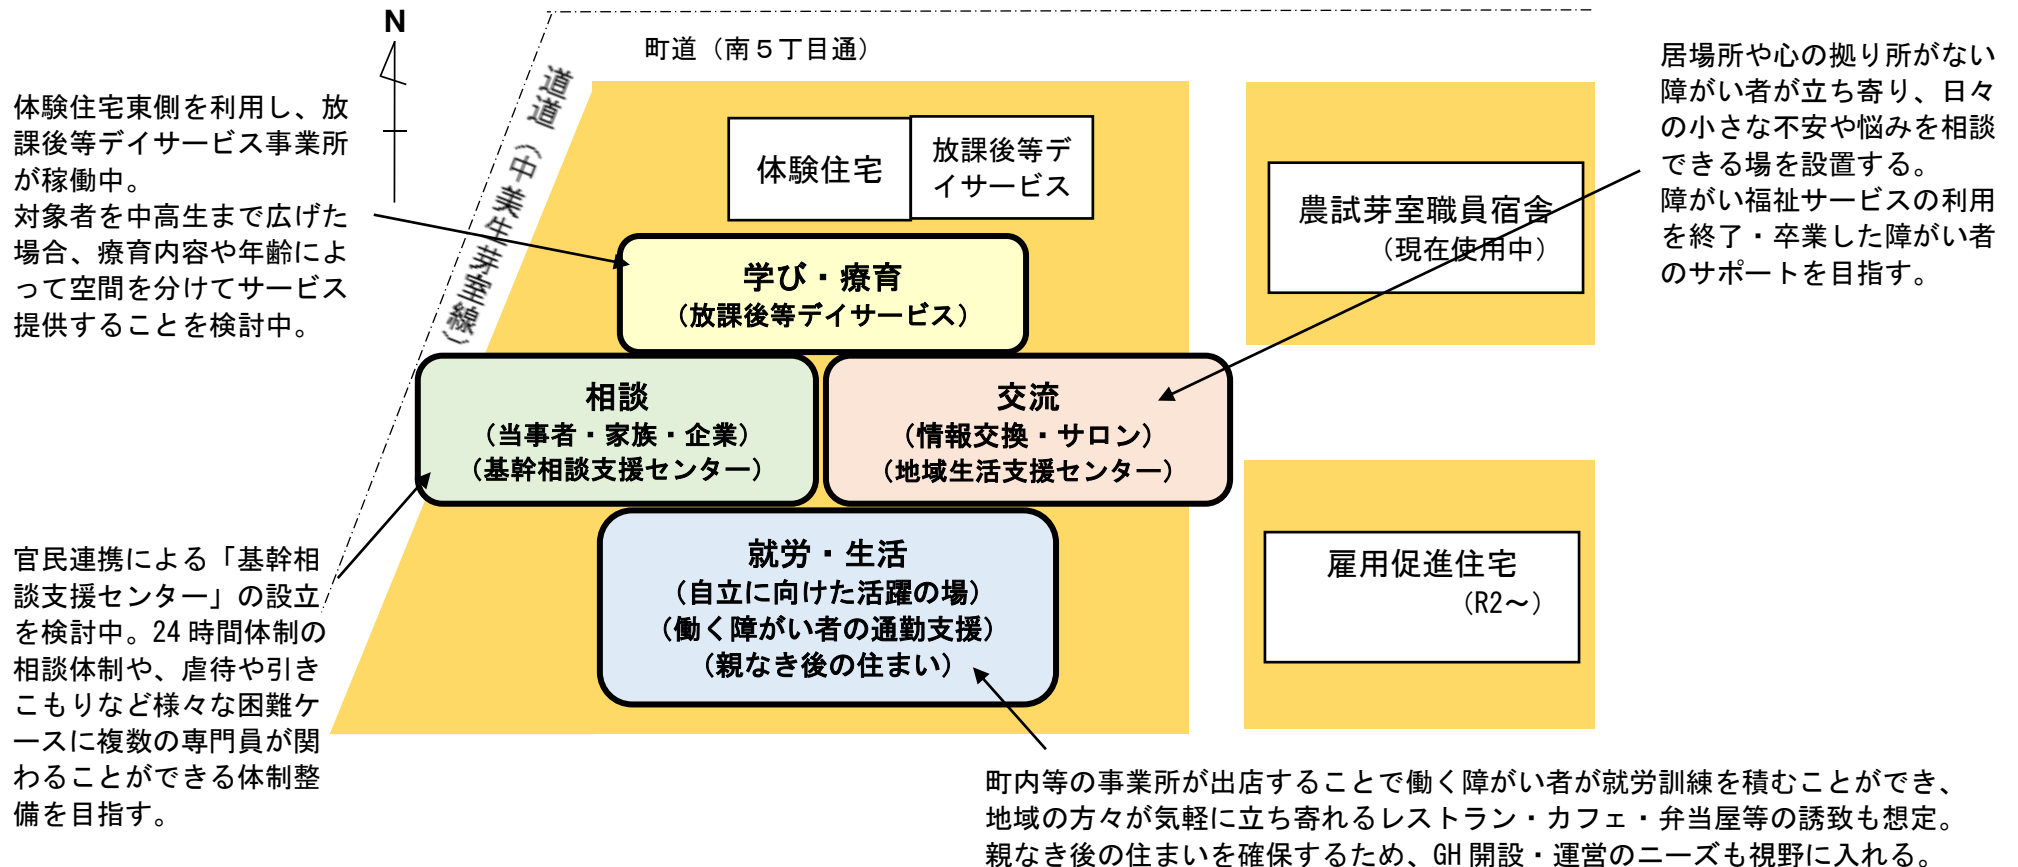 N
町道（南５丁目通）
道道（中美生芽室線）
体験住宅東側を利用し、放
課後等デイサービス事業所
が稼働中。
対象者を中高生まで広げた
場合、療育内容や年齢によ
って空間を分けてサービス
提供することを検討中。
体験住宅
放課後等デ
イサービス
農試芽室職員宿舎
（現在使用中）
居場所や心の拠り所がない
障がい者が立ち寄り、日々
の小さな不安や悩みを相談
できる場を設置する。
障がい福祉サービスの利用
を終了・卒業した障がい者
のサポートを目指す。
学び・療育
（放課後等デイサービス）
相談
（当事者・家族・企業）
（基幹相談支援センター）
交流
（情報交換・サロン）
（地域生活支援センター）
就労・生活
（自立に向けた活躍の場）
（働く障がい者の通勤支援）
（親なき後の住まい）
雇用促進住宅
（R2～）
官民連携による「基幹相
談支援センター」の設立
を検討中。24時間体制の
相談体制や、虐待や引き
こもりなど様々な困難ケ
ースに複数の専門員が関
わることができる体制整
備を目指す。
町内等の事業所が出店することで働く障がい者が就労訓練を積むことができ、
地域の方々が気軽に立ち寄れるレストラン・カフェ・弁当屋等の誘致も想定。
親なき後の住まいを確保するため、GH開設・運営のニーズも視野に入れる。